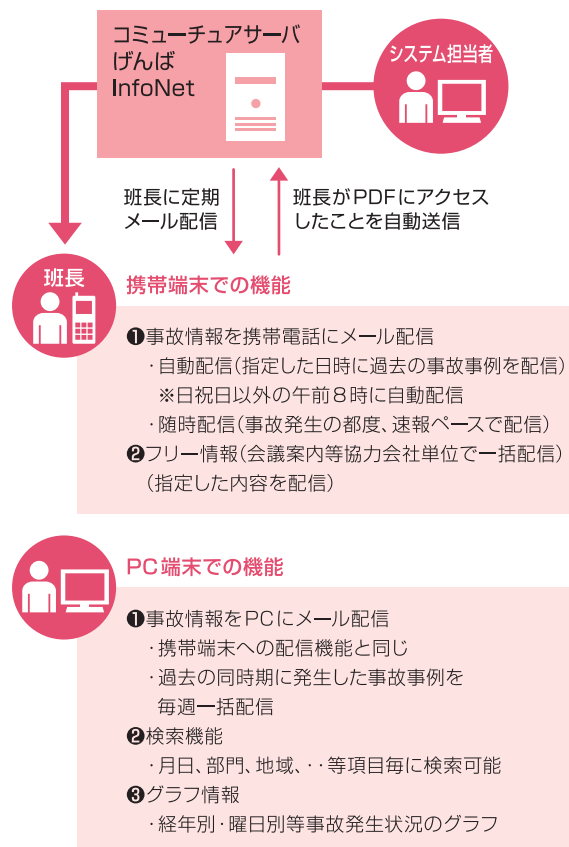 コミューチュアサーバ
げんば
InfoNet
システム担当者
班長に定期
メール配信
班長がPDFにアクセス
したことを自動送信
班長
携帯端末での機能
❶事故情報を携帯電話にメール配信
・自動配信(指定した日時に過去の事故事例を配信)
※日祝日以外の午前8時に自動配信
・随時配信(事故発生の都度、速報ベースで配信)
❷フリー情報(会議案内等協力会社単位で一括配信)
(指定した内容を配信)
PC端末での機能
❶事故情報をPCにメール配信
・携帯端末への配信機能と同じ
・過去の同時期に発生した事故事例を
毎週一括配信
❷検索機能
・月日、部門、地域、・・等項目毎に検索可能
❸グラフ情報
・経年別・曜日別等事故発生状況のグラフ